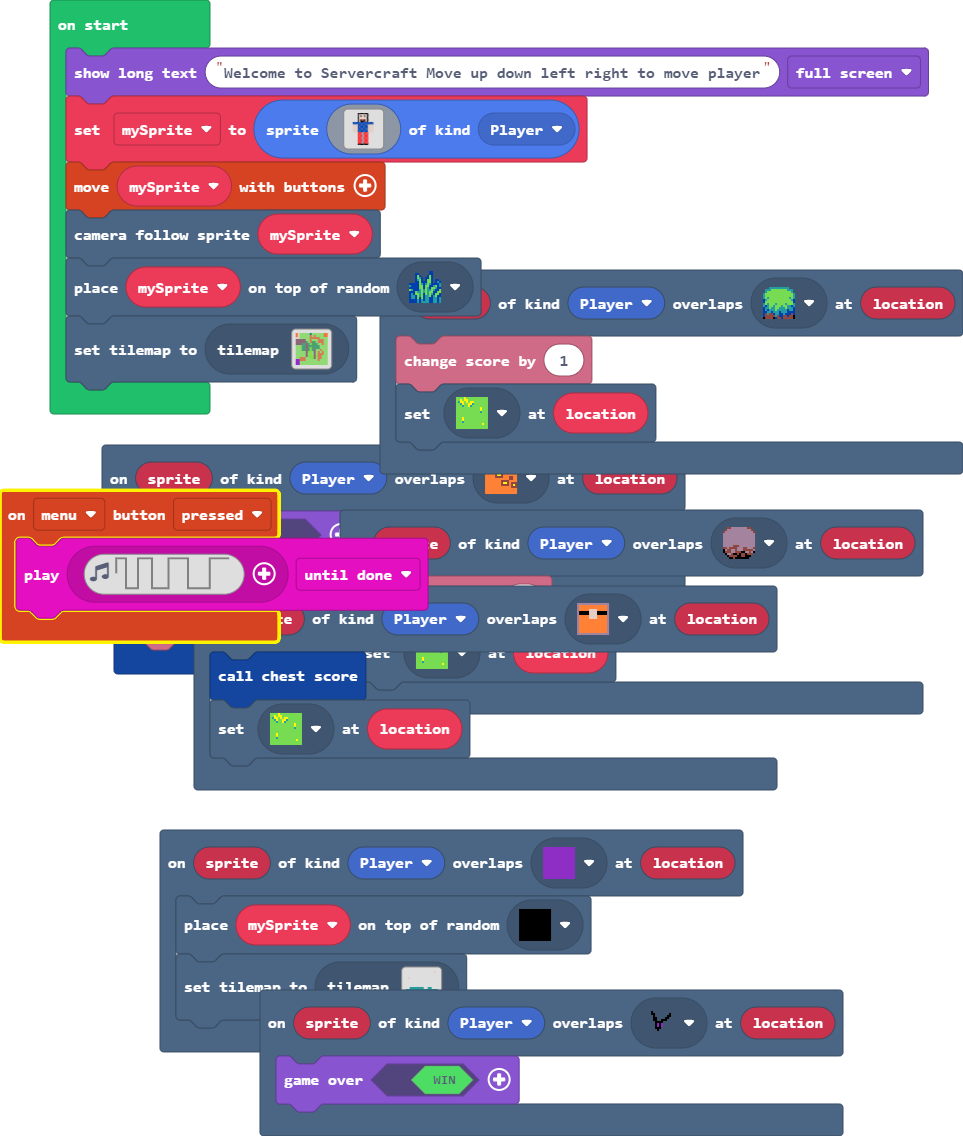 on start
show long text "Welcome to Servercraft Move up down left right to move player" full screen
set mySprite to sprite of kind Player
move mySprite with buttons
camera follow sprite mySprite
place mySprite on top of random
of kind Player overlaps at location
set tilemap to tilemap
change score by 1
set at location
on sprite of kind Player overlaps at location
on menu button pressed
of kind Player overlaps at location
play until done
of kind Player overlaps at location
set at location
call chest score
set at location
on sprite of kind Player overlaps at location
place mySprite on top of random
set tilemap to tilemap
on sprite of kind Player overlaps at location
game over WIN